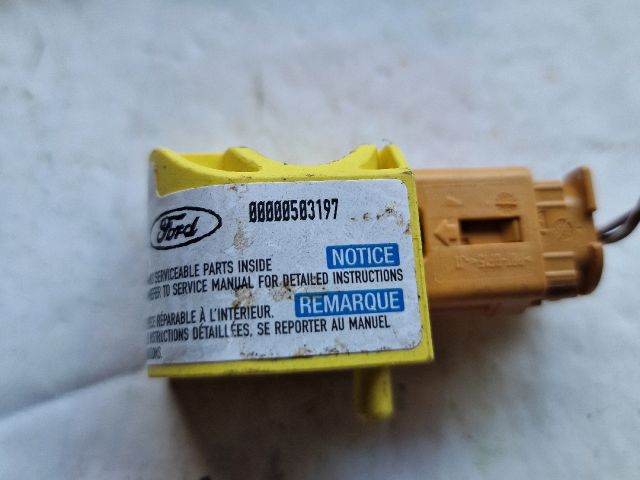 Ford
00000503197
NOTICE
SERVICEABLE PARTS INSIDE
REFER TO SERVICE MANUAL FOR DETAILED INSTRUCTIONS
REMARQUE
RÉPARABLE À L'INTÉRIEUR.
INSTRUCTIONS DÉTAILLÉES, SE REPORTER AU MANUEL